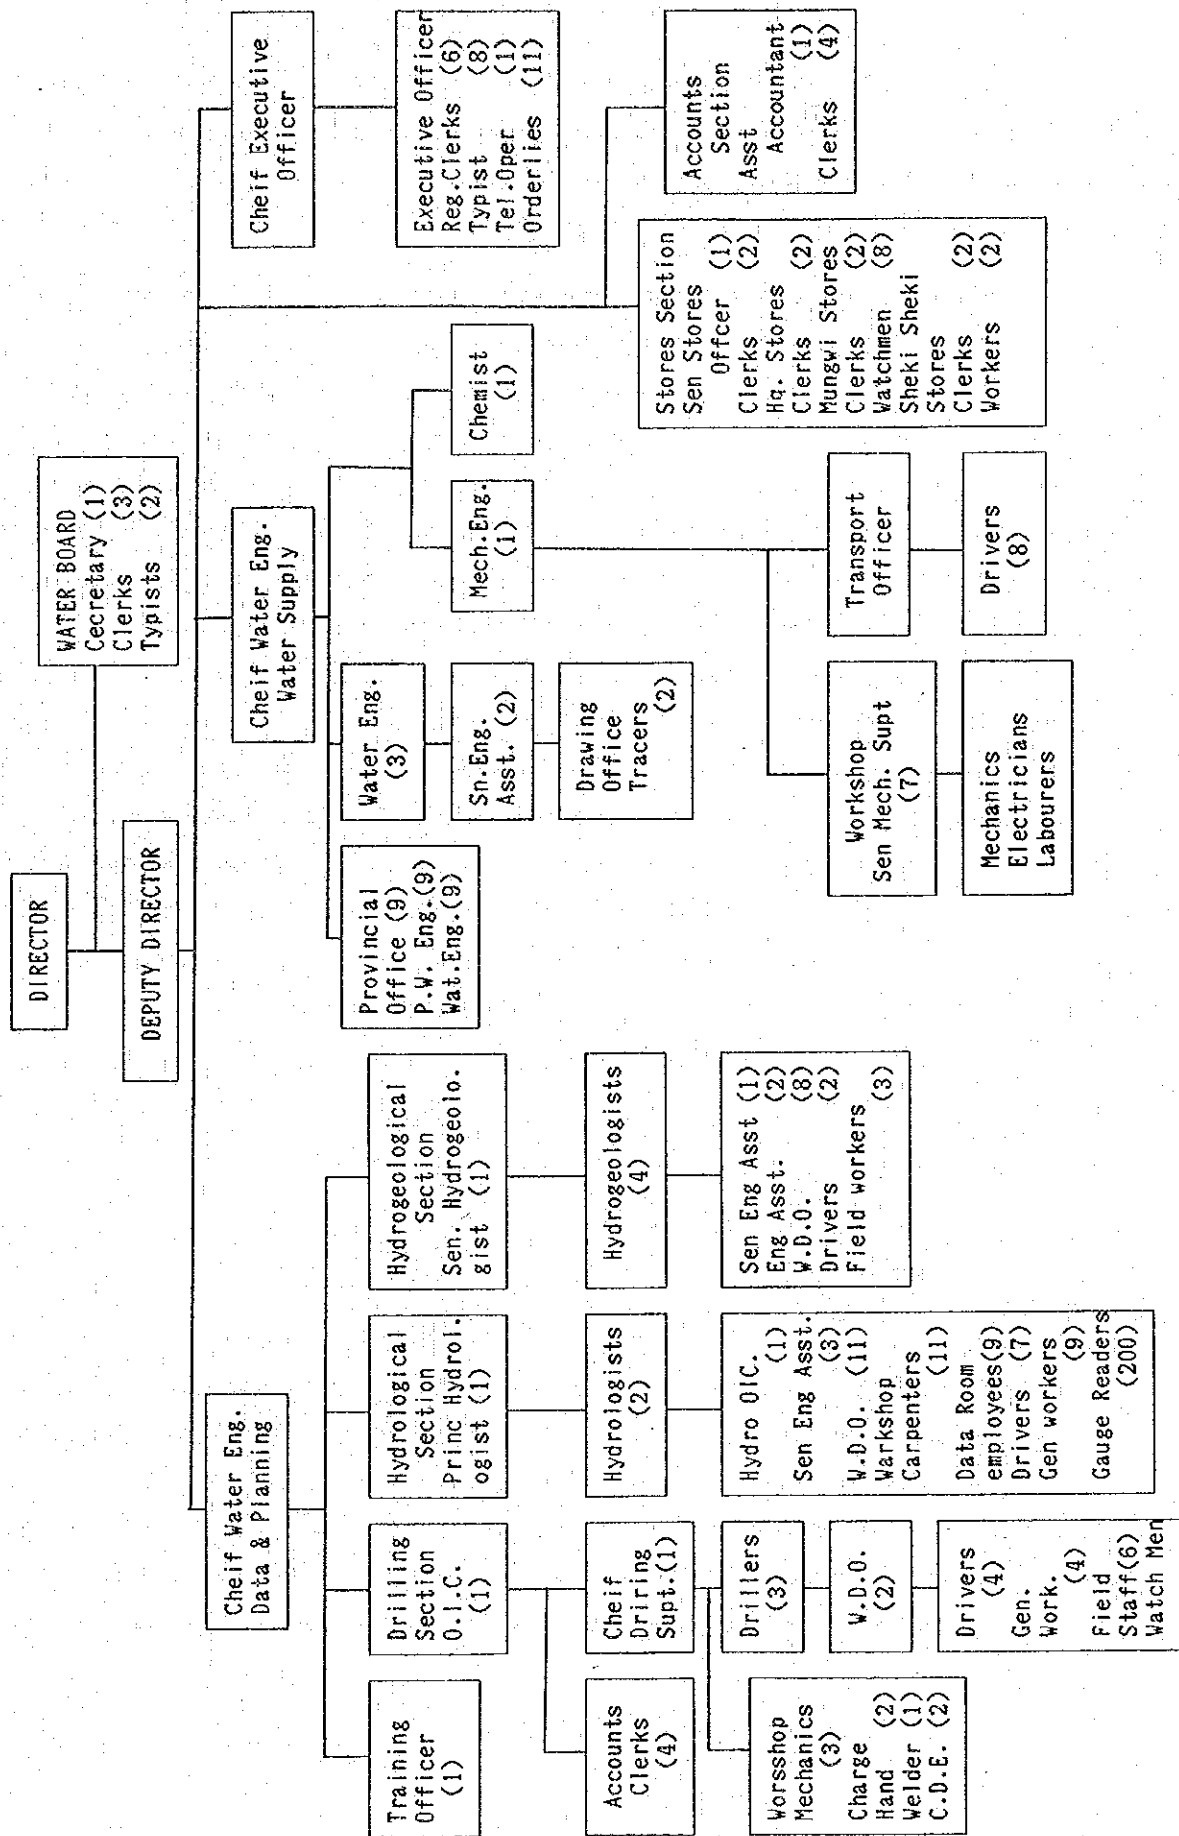 DIRECTOR
WATER BOARD
Cecretary (1)
Clerks (3)
Typists (2)
DEPUTY DIRECTOR
Cheif Water Eng.
Data & Planning
Cheif Water Eng.
Water Supply
Cheif Executive
Officer
Training
Officer
(1)
Drilling
Section
O.I.C.
(1)
Hydrological
Section
Princ Hydrol.
ogist (1)
Hydrogeological
Section
Sen. Hydrogeolo.
gist (1)
Provincial
Office (9)
P.W. Eng.(9)
Wat.Eng.(9)
Water Eng.
(3)
Mech.Eng.
(1)
Chemist
(1)
Executive Officer
Reg.Clerks (6)
Typist (8)
Tel.Oper (1)
Orderlies (11)
Accounts
Clerks
(4)
Cheif
Driring
Supt.(1)
Hydrologists
(2)
Hydrogeologists
(4)
Sn.Eng.
Asst. (2)
Drawing
Office
Tracers
(2)
Stores Section
Sen Stores
Offcer (1)
Clerks (2)
Hq. Stores
Clerks (2)
Mungwi Stores
Clerks (2)
Watchmen (8)
Sheki Sheki
Stores
Clerks (2)
Workers (2)
Accounts
Section
Asst
Accountant
(1)
Clerks (4)
Worsshop
Mechanics
(3)
Charge
Hand (2)
Welder (1)
C.D.E. (2)
Drillers
(3)
W.D.O.
(2)
Drivers
(4)
Gen.
Work.
(4)
Field
Staff(6)
Watch Men
Hydro OIC.
(1)
Sen Eng Asst.
(3)
W.D.O. (11)
Warkshop
Carpenters
(11)
Data Room
employees(9)
Drivers (7)
Gen workers
(9)
Gauge Readers
(200)
Sen Eng Asst (1)
Eng Asst. (2)
W.D.O. (8)
Drivers (2)
Field workers
(3)
Workshop
Sen Mech. Supt
(7)
Transport
Officer
Mechanics
Electricians
Labourers
Drivers
(8)